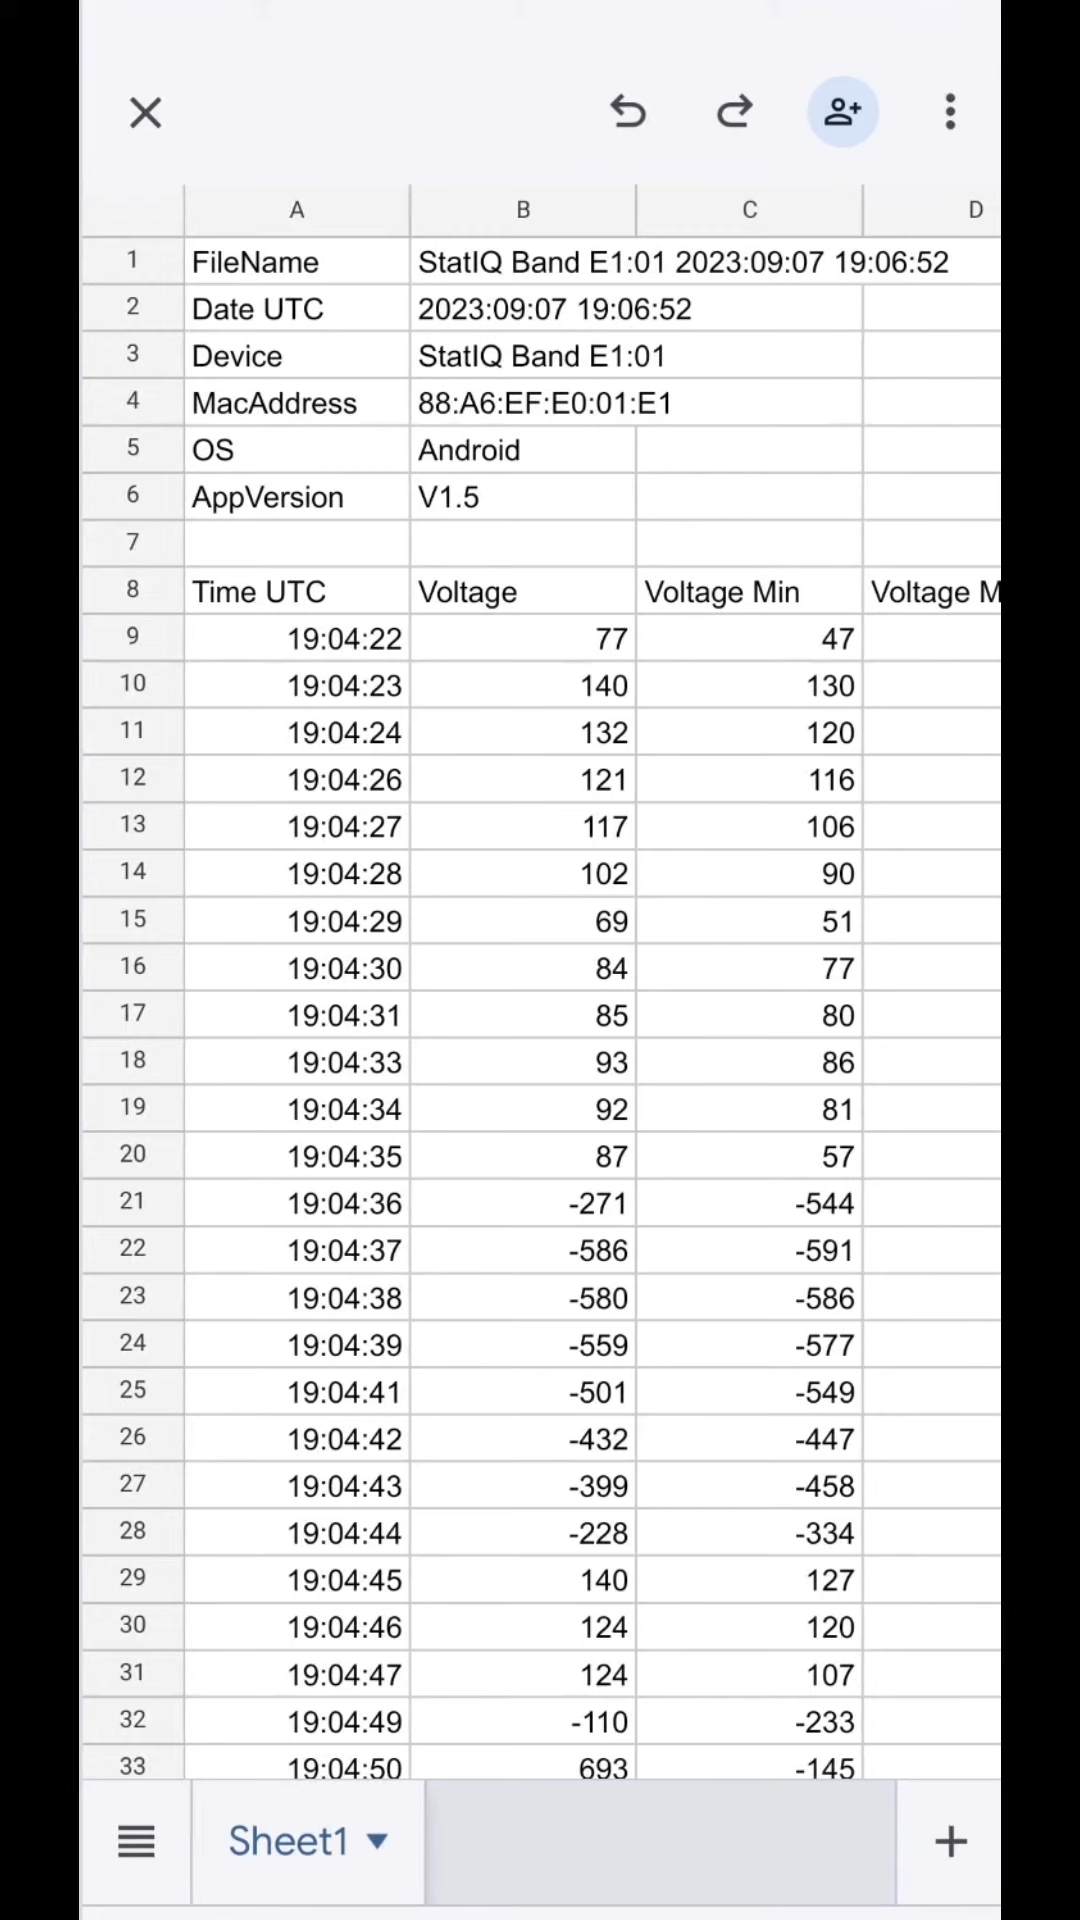 A B C D
1 FileName StatIQ Band E1:01 2023:09:07 19:06:52
2 Date UTC 2023:09:07 19:06:52
3 Device StatIQ Band E1:01
4 MacAddress 88:A6:EF:E0:01:E1
5 OS Android
6 AppVersion V1.5
7
8 Time UTC Voltage Voltage Min Voltage M
9 19:04:22 77 47
10 19:04:23 140 130
11 19:04:24 132 120
12 19:04:26 121 116
13 19:04:27 117 106
14 19:04:28 102 90
15 19:04:29 69 51
16 19:04:30 84 77
17 19:04:31 85 80
18 19:04:33 93 86
19 19:04:34 92 81
20 19:04:35 87 57
21 19:04:36 -271 -544
22 19:04:37 -586 -591
23 19:04:38 -580 -586
24 19:04:39 -559 -577
25 19:04:41 -501 -549
26 19:04:42 -432 -447
27 19:04:43 -399 -458
28 19:04:44 -228 -334
29 19:04:45 140 127
30 19:04:46 124 120
31 19:04:47 124 107
32 19:04:49 -110 -233
33 19:04:50 693 -145
Sheet1